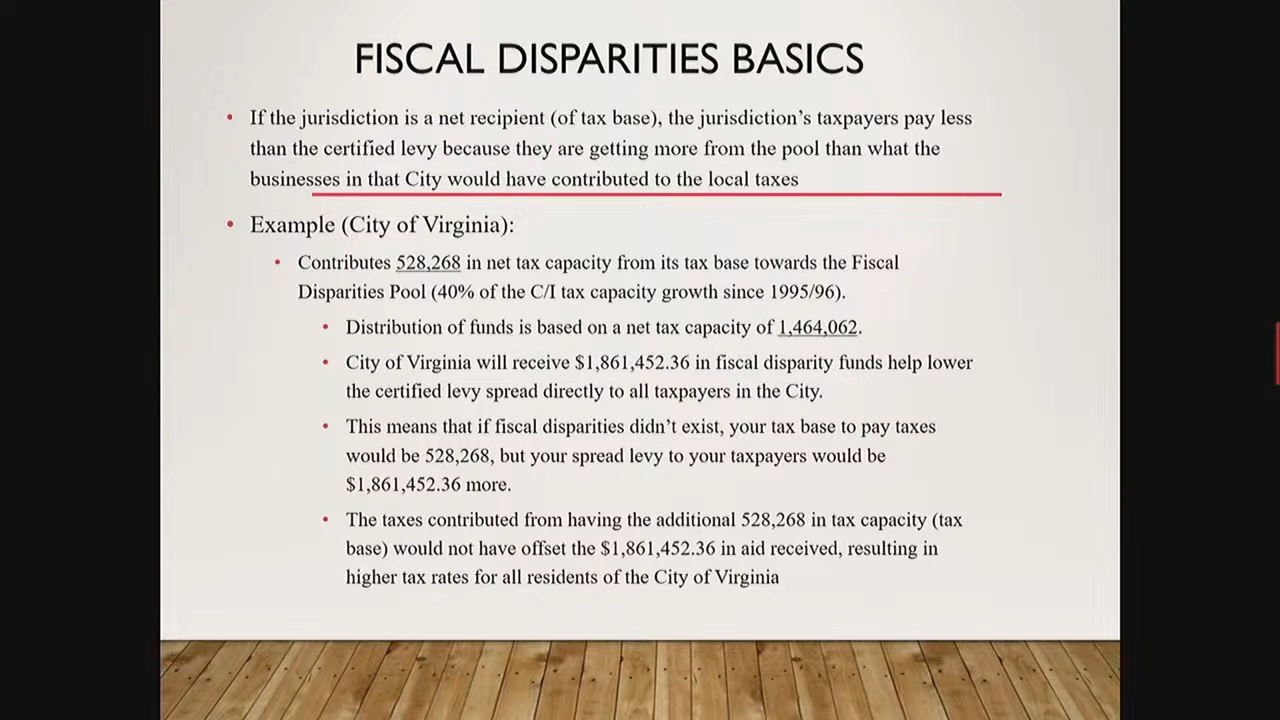 FISCAL DISPARITIES BASICS
• If the jurisdiction is a net recipient (of tax base), the jurisdiction’s taxpayers pay less
than the certified levy because they are getting more from the pool than what the
businesses in that City would have contributed to the local taxes
• Example (City of Virginia):
• Contributes 528,268 in net tax capacity from its tax base towards the Fiscal
Disparities Pool (40% of the C/I tax capacity growth since 1995/96).
• Distribution of funds is based on a net tax capacity of 1,464,062.
• City of Virginia will receive $1,861,452.36 in fiscal disparity funds help lower
the certified levy spread directly to all taxpayers in the City.
• This means that if fiscal disparities didn’t exist, your tax base to pay taxes
would be 528,268, but your spread levy to your taxpayers would be
$1,861,452.36 more.
• The taxes contributed from having the additional 528,268 in tax capacity (tax
base) would not have offset the $1,861,452.36 in aid received, resulting in
higher tax rates for all residents of the City of Virginia